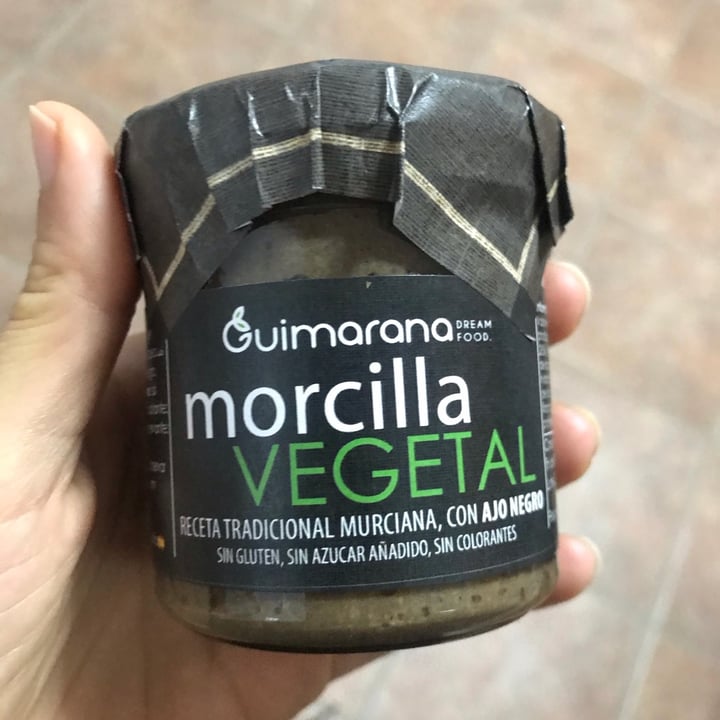 Guimarana DREAM FOOD.
morcilla
VEGETAL
RECETA TRADICIONAL MURCIANA, CON AJO NEGRO
SIN GLUTEN, SIN AZUCAR AÑADIDO, SIN COLORANTES